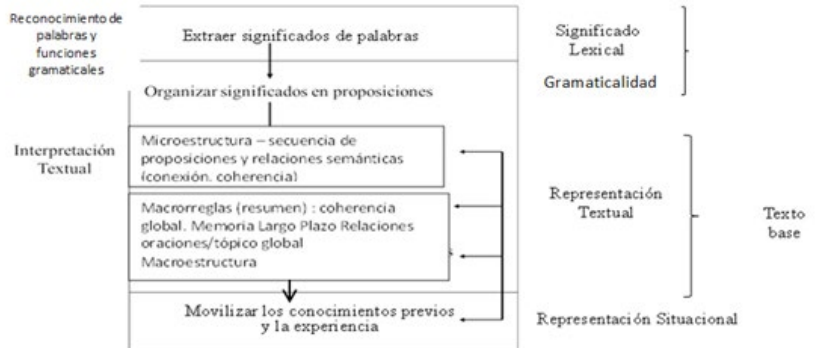 Reconocimiento de
palabras y
funciones
gramaticales
Extraer significados de palabras
Significado
Lexical
Gramaticalidad
Organizar significados en proposiciones
Interpretación
Textual
Microestructura – secuencia de
proposiciones y relaciones semánticas
(conexión, coherencia)
Macrorreglas (resumen) : coherencia
global. Memoria Largo Plazo Relaciones
oraciones/tópico global
Macroestructura
Representación
Textual
Texto
base
Movilizar los conocimientos previos
y la experiencia
Representación Situacional